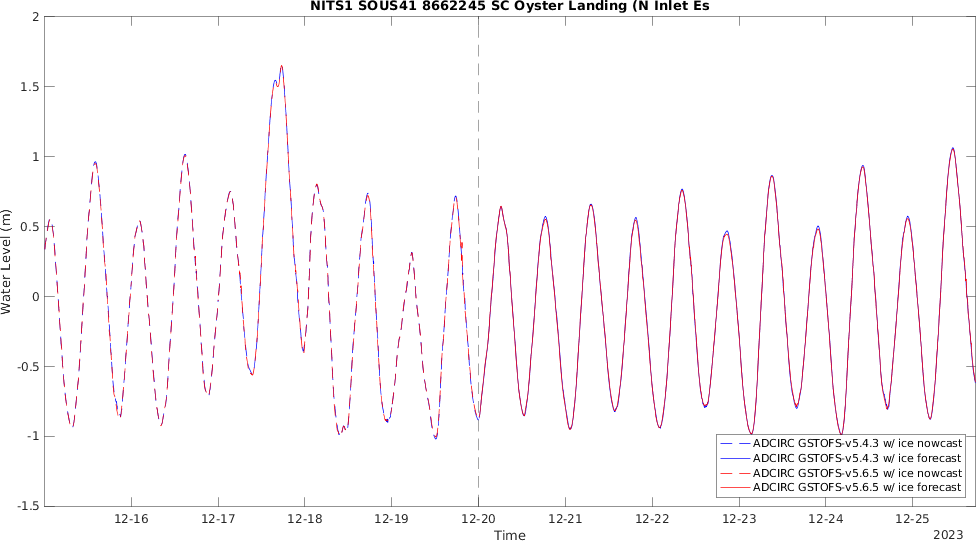 NITS1 SOUS41 8662245 SC Oyster Landing (N Inlet Es
Water Level (m)
2
1.5
1
0.5
0
-0.5
-1
-1.5
12-16 12-17 12-18 12-19 12-20 12-21 12-22 12-23 12-24 12-25
Time
2023
ADCIRC GSTOFS-v5.4.3 w/ ice nowcast
ADCIRC GSTOFS-v5.4.3 w/ ice forecast
ADCIRC GSTOFS-v5.6.5 w/ ice nowcast
ADCIRC GSTOFS-v5.6.5 w/ ice forecast